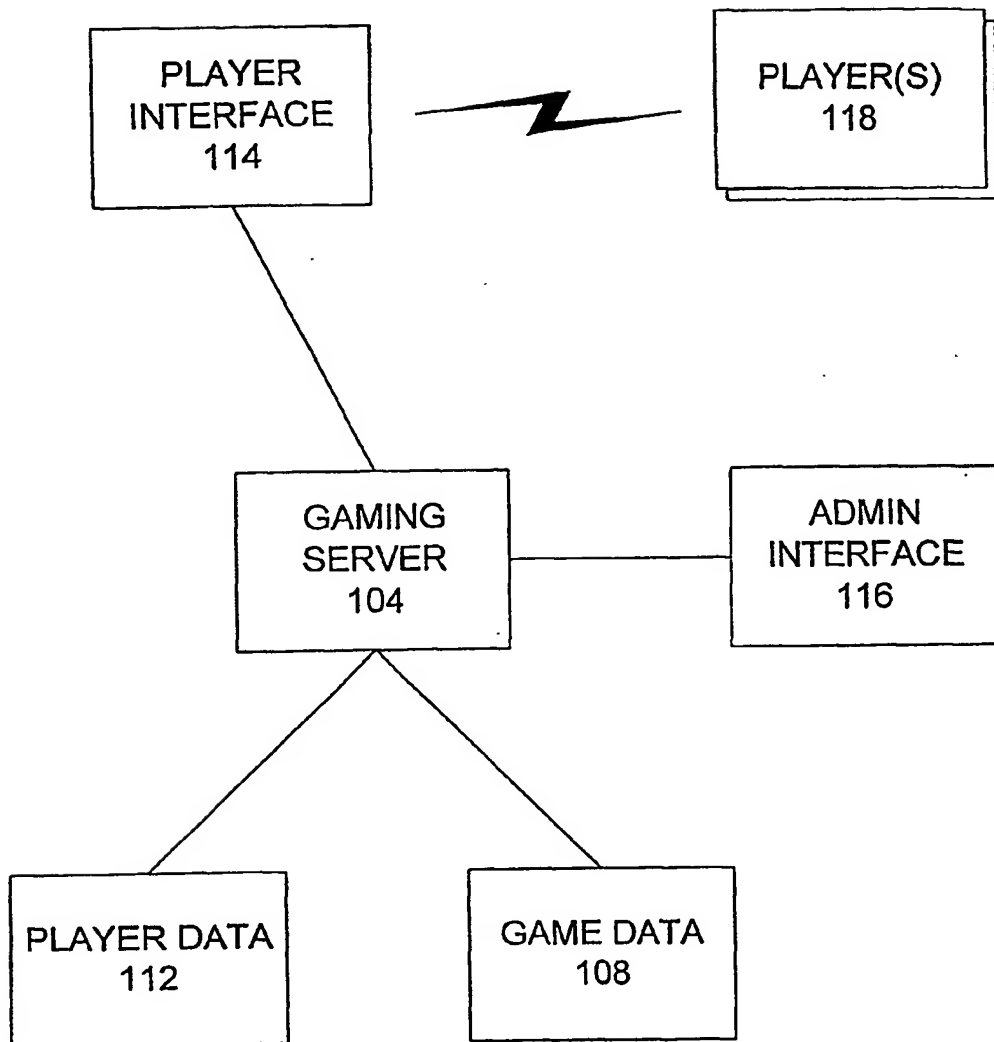 PLAYER
INTERFACE
114
PLAYER(S)
118
GAMING
SERVER
104
ADMIN
INTERFACE
116
PLAYER DATA
112
GAME DATA
108